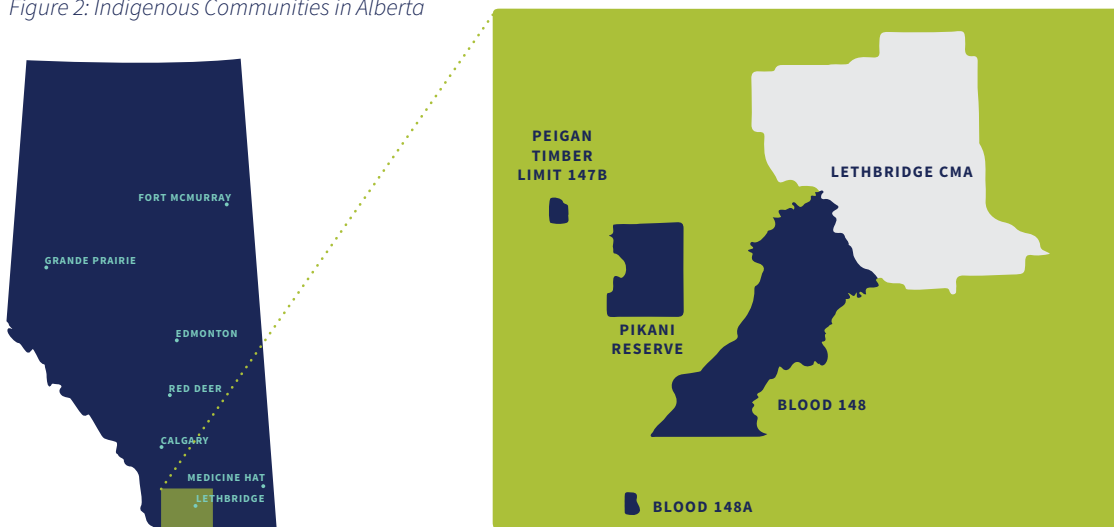 Figure 2: Indigenous Communities in Alberta
FORT MCMURRAY
GRANDE PRAIRIE
EDMONTON
RED DEER
CALGARY
MEDICINE HAT
LETHBRIDGE
PEIGAN
TIMBER
LIMIT 147B
LETHBRIDGE CMA
PIKANI
RESERVE
BLOOD 148
BLOOD 148A